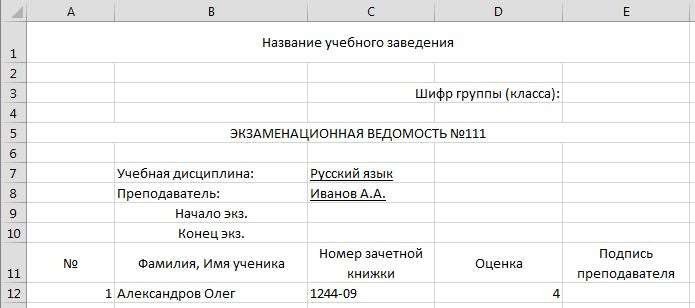 A B C D E
1 Название учебного заведения
2
3 Шифр группы (класса):
4
5 ЭКЗАМЕНАЦИОННАЯ ВЕДОМОСТЬ №111
6
7 Учебная дисциплина: Русский язык
8 Преподаватель: Иванов А.А.
9 Начало экз.
10 Конец экз.
Номер зачетной Подпись
11 № Фамилия, Имя ученика книжки Оценка преподавателя
12 1 Александров Олег 1244-09 4